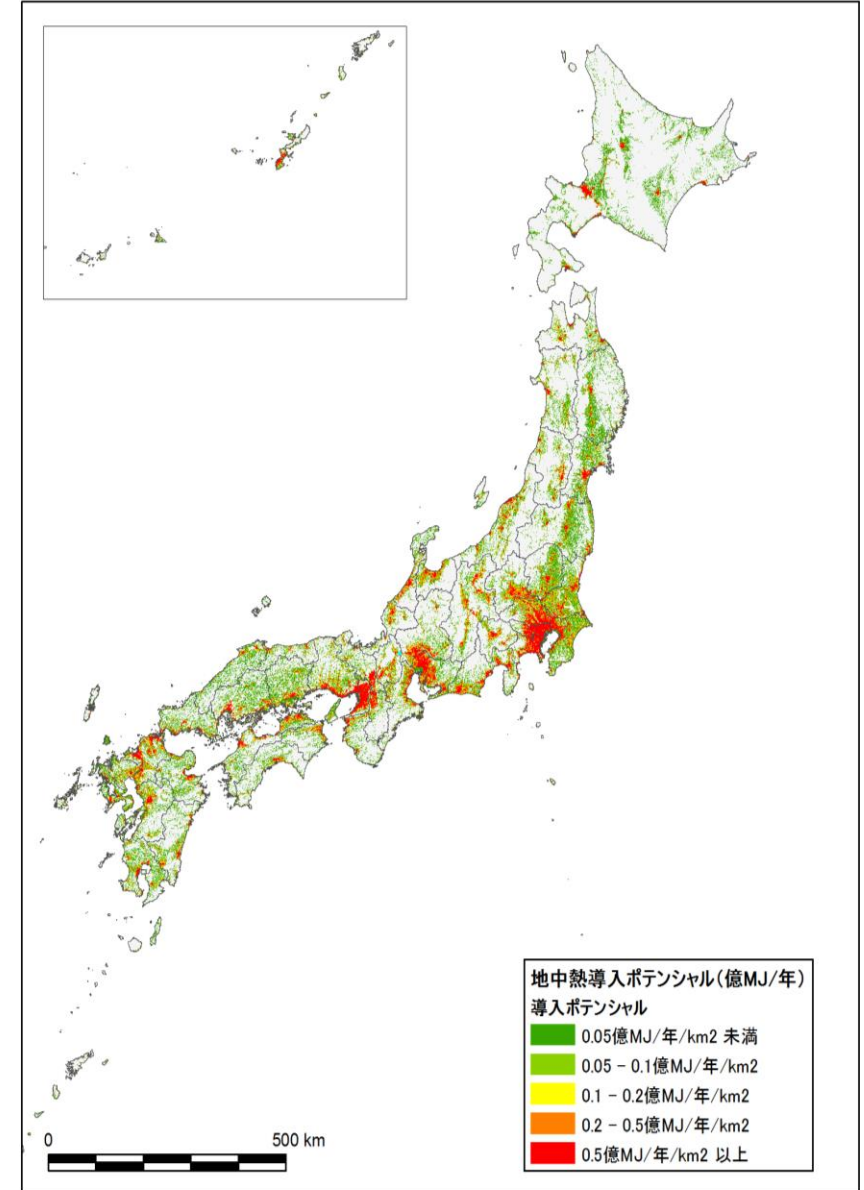 地中熱導入ポテンシャル(億MJ/年)
導入ポテンシャル
0.05億MJ/年/km2 未満
0.05 − 0.1億MJ/年/km2
0.1 − 0.2億MJ/年/km2
0.2 − 0.5億MJ/年/km2
0.5億MJ/年/km2 以上
0 500 km